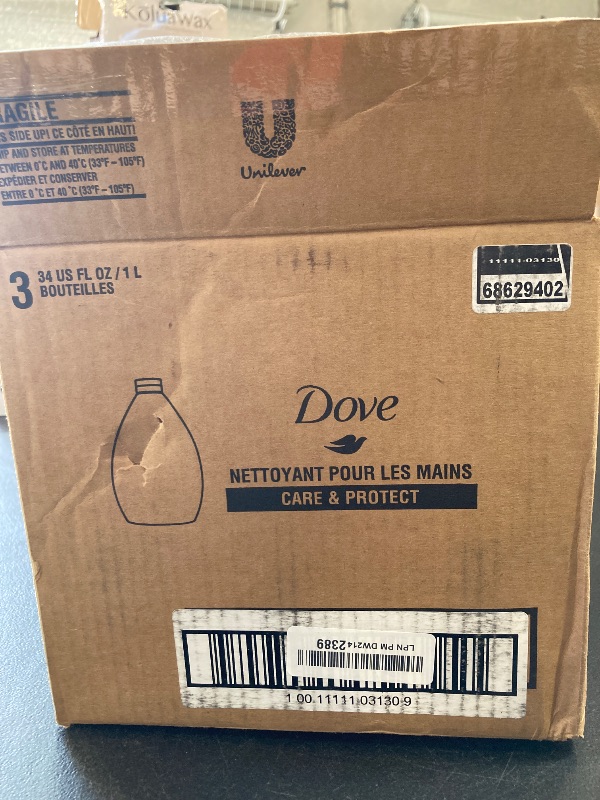 KoluaWax
AGILE
S SIDE UP! CE CÔTÉ EN HAUT!
IP AND STORE AT TEMPERATURES
ETWEEN 0°C AND 40°C (33°F – 105°F)
EXPÉDIER ET CONSERVER
ENTRE 0°C ET 40°C (33°F – 105°F)
Unilever
3 34 US FL OZ / 1 L
BOUTEILLES
11111-03130
68629402
Dove
NETTOYANT POUR LES MAINS
CARE & PROTECT
LPN PM DW2142389
1 00 11111 03130 9